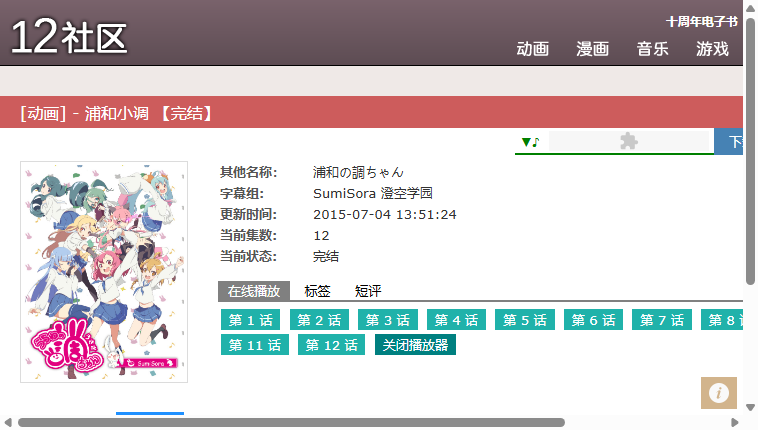 十周年电子书
12社区
动画 漫画 音乐 游戏
[动画] - 浦和小调 【完结】
▼♪
其他名称: 浦和の調ちゃん
字幕组: SumiSora 澄空学园
更新时间: 2015-07-04 13:51:24
当前集数: 12
当前状态: 完结
在线播放 标签 短评
第 1 话 第 2 话 第 3 话 第 4 话 第 5 话 第 6 话 第 7 话 第 8
第 11 话 第 12 话 关闭播放器
SumiSora